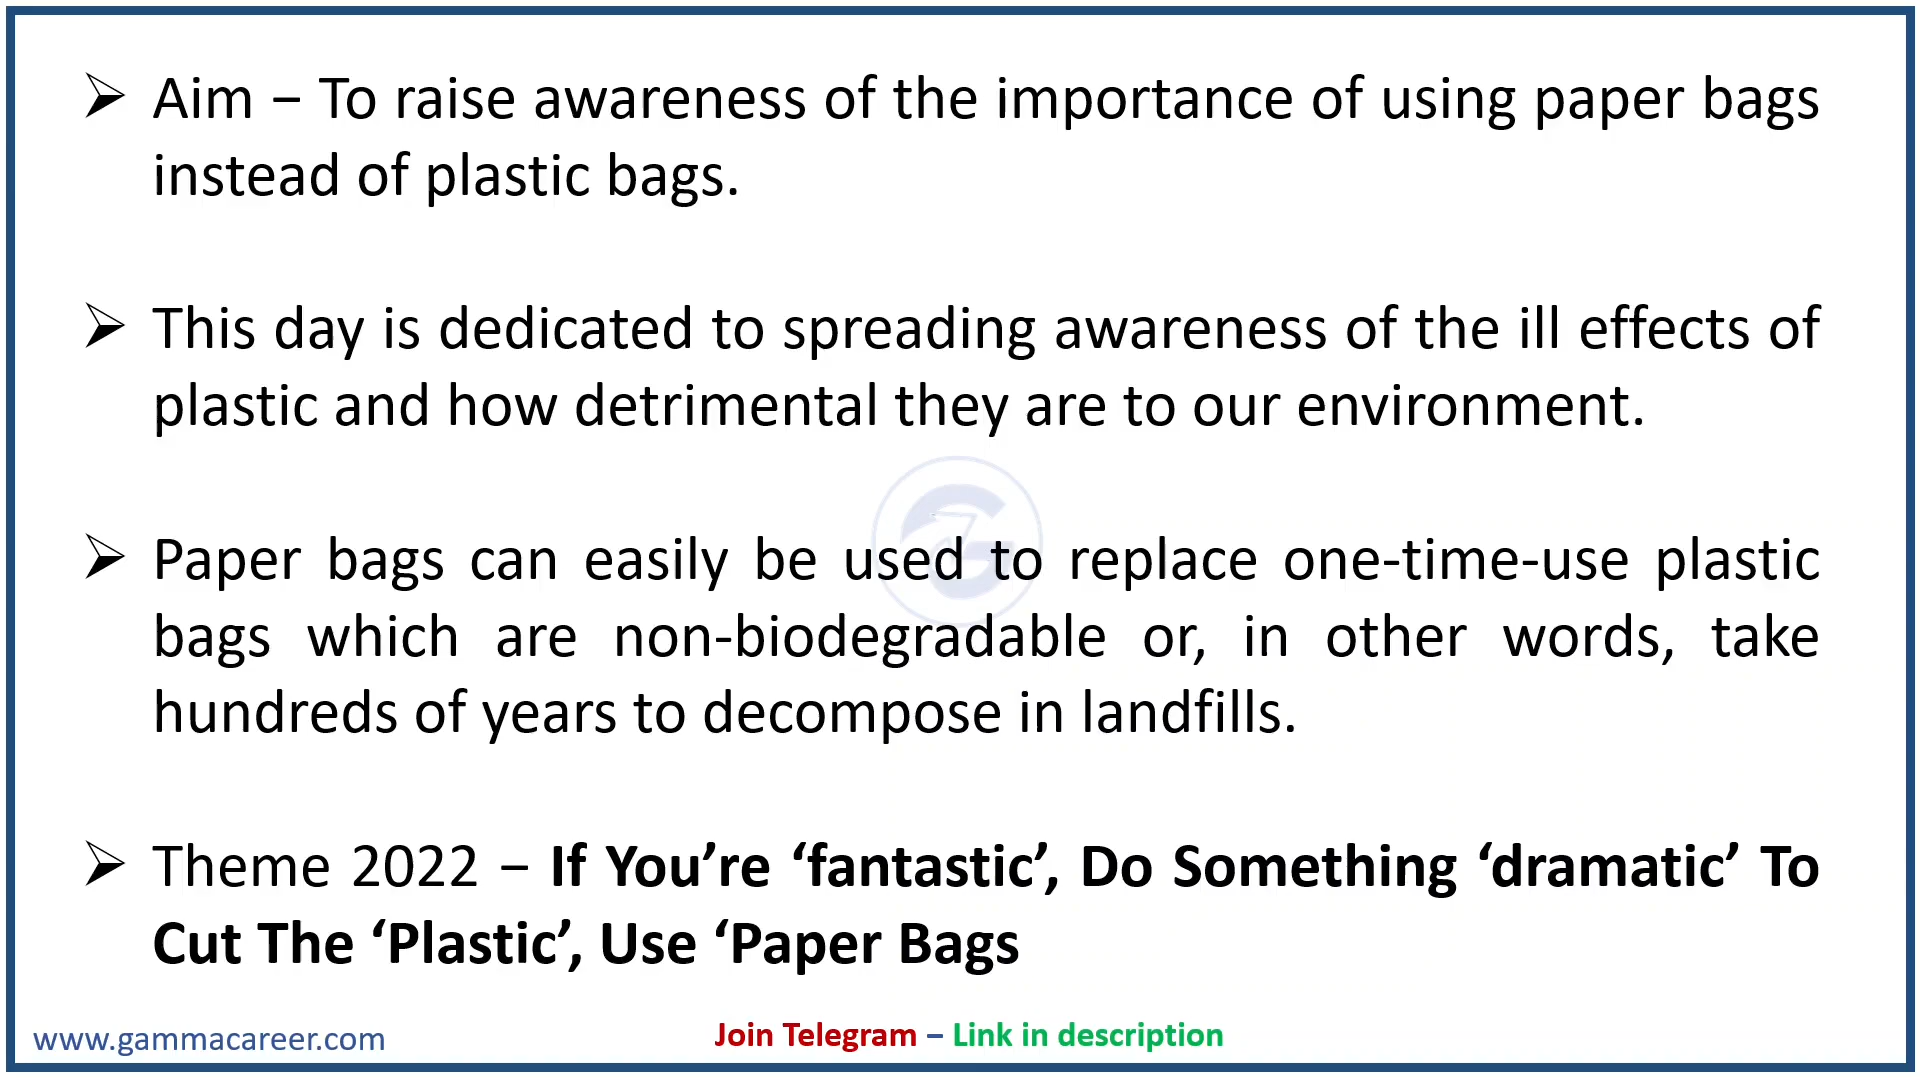 ➢ Aim – To raise awareness of the importance of using paper bags
instead of plastic bags.
➢ This day is dedicated to spreading awareness of the ill effects of
plastic and how detrimental they are to our environment.
➢ Paper bags can easily be used to replace one-time-use plastic
bags which are non-biodegradable or, in other words, take
hundreds of years to decompose in landfills.
➢ Theme 2022 – If You’re ‘fantastic’, Do Something ‘dramatic’ To
Cut The ‘Plastic’, Use ‘Paper Bags
www.gammacareer.com
Join Telegram – Link in description